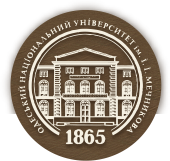 ОДЕСЬКИЙ НАЦІОНАЛЬНИЙ УНІВЕРСИТЕТ ІМ. І. І. МЕЧНИКОВА
1865